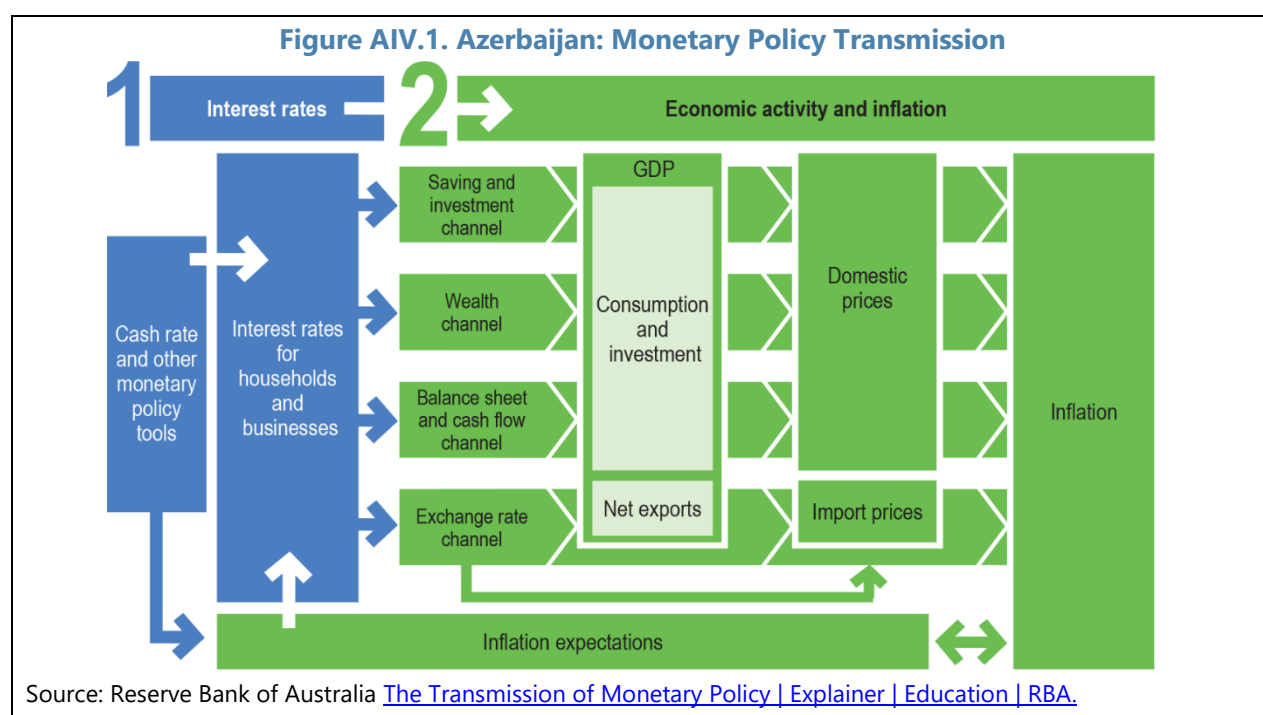 Figure AIV.1. Azerbaijan: Monetary Policy Transmission
1
Interest rates
2
Economic activity and inflation
Cash rate
and other
monetary
policy
tools
Interest rates
for
households
and
businesses
Saving and
investment
channel
Wealth
channel
Balance sheet
and cash flow
channel
Exchange rate
channel
GDP
Consumption
and
investment
Net exports
Domestic
prices
Import prices
Inflation
Inflation expectations
Source: Reserve Bank of Australia The Transmission of Monetary Policy | Explainer | Education | RBA.